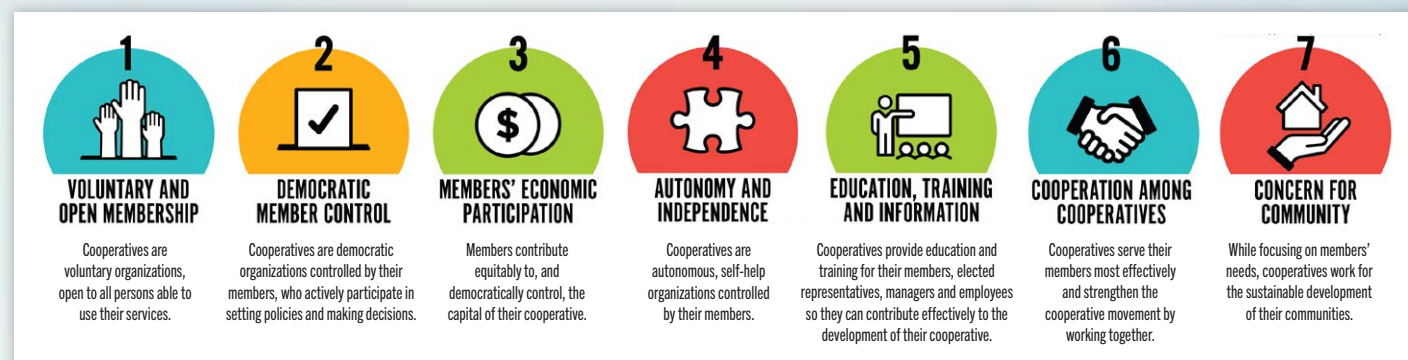 1
VOLUNTARY AND
OPEN MEMBERSHIP
Cooperatives are
voluntary organizations,
open to all persons able to
use their services.
2
DEMOCRATIC
MEMBER CONTROL
Cooperatives are democratic
organizations controlled by their
members, who actively participate in
setting policies and making decisions.
3
$
MEMBERS' ECONOMIC
PARTICIPATION
Members contribute
equitably to, and
democratically control, the
capital of their cooperative.
4
AUTONOMY AND
INDEPENDENCE
Cooperatives are
autonomous, self-help
organizations controlled
by their members.
5
EDUCATION, TRAINING
AND INFORMATION
Cooperatives provide education and
training for their members, elected
representatives, managers and employees
so they can contribute effectively to the
development of their cooperative.
6
COOPERATION AMONG
COOPERATIVES
Cooperatives serve their
members most effectively
and strengthen the
cooperative movement by
working together.
7
CONCERN FOR
COMMUNITY
While focusing on members'
needs, cooperatives work for
the sustainable development
of their communities.